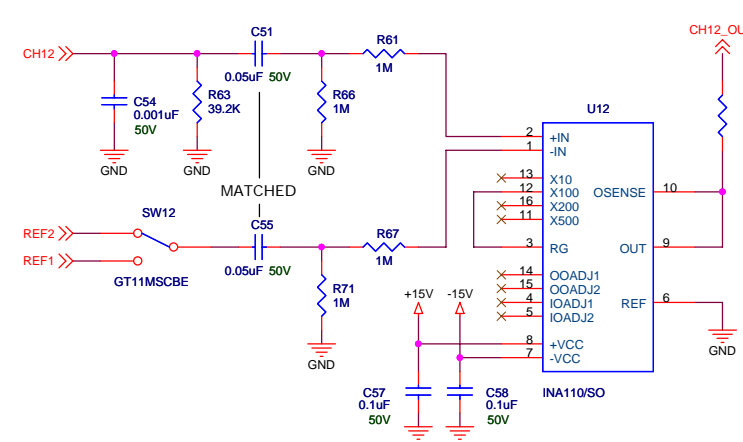 CH12_OU
CH12
C51
0.05uF 50V
R61
1M
C54
0.001uF
50V
R63
39.2K
R66
1M
GND
GND
GND
MATCHED
U12
2 +IN
1 -IN
13 X10
12 X100
16 X200
11 X500
3 RG
14 OOADJ1
15 OOADJ2
4 IOADJ1
5 IOADJ2
8 +VCC
7 -VCC
OSENSE 10
OUT 9
REF 6
GND
INA110/SO
SW12
REF2
REF1
GT11MSCBE
C55
0.05uF 50V
R67
1M
R71
1M
GND
+15V
-15V
C57
0.1uF
50V
C58
0.1uF
50V